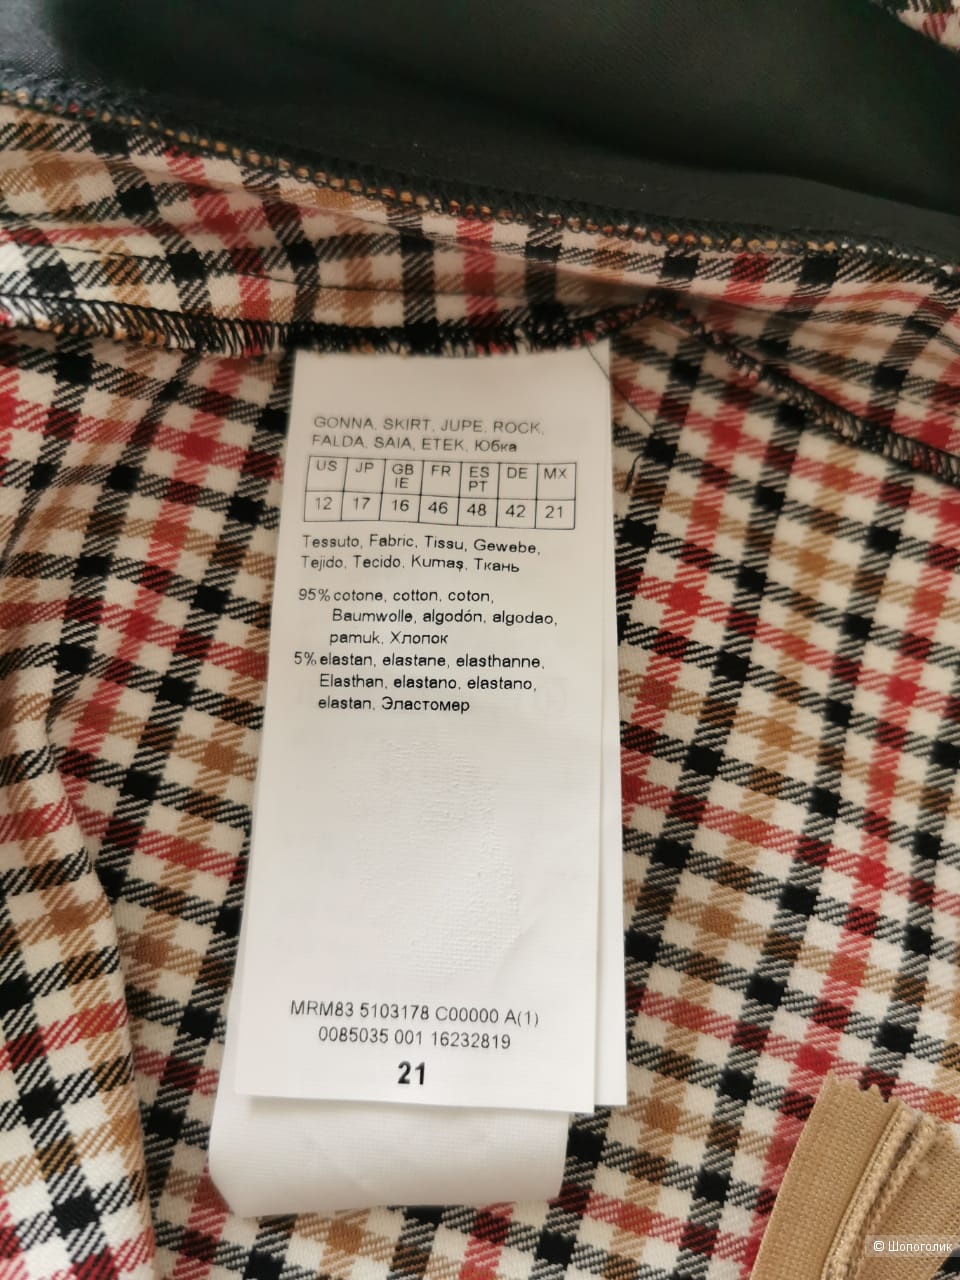 GONNA, SKIRT, JUPE, ROCK,
FALDA, SAIA, ETEK, Юбка
US JP GB IE FR ES PT DE MX
12 17 16 46 48 42 21
Tessuto, Fabric, Tissu, Gewebe,
Tejido, Tecido, Kumaş, Ткань
95% cotone, cotton, coton,
Baumwolle, algodón, algodao,
pamuk, Хлопок
5% elastan, elastane, elasthanne,
Elasthan, elastano, elastano,
elastan, Эластомер
MRM83 5103178 C00000 A(1)
0085035 001 16232819
21
© Шопоголик